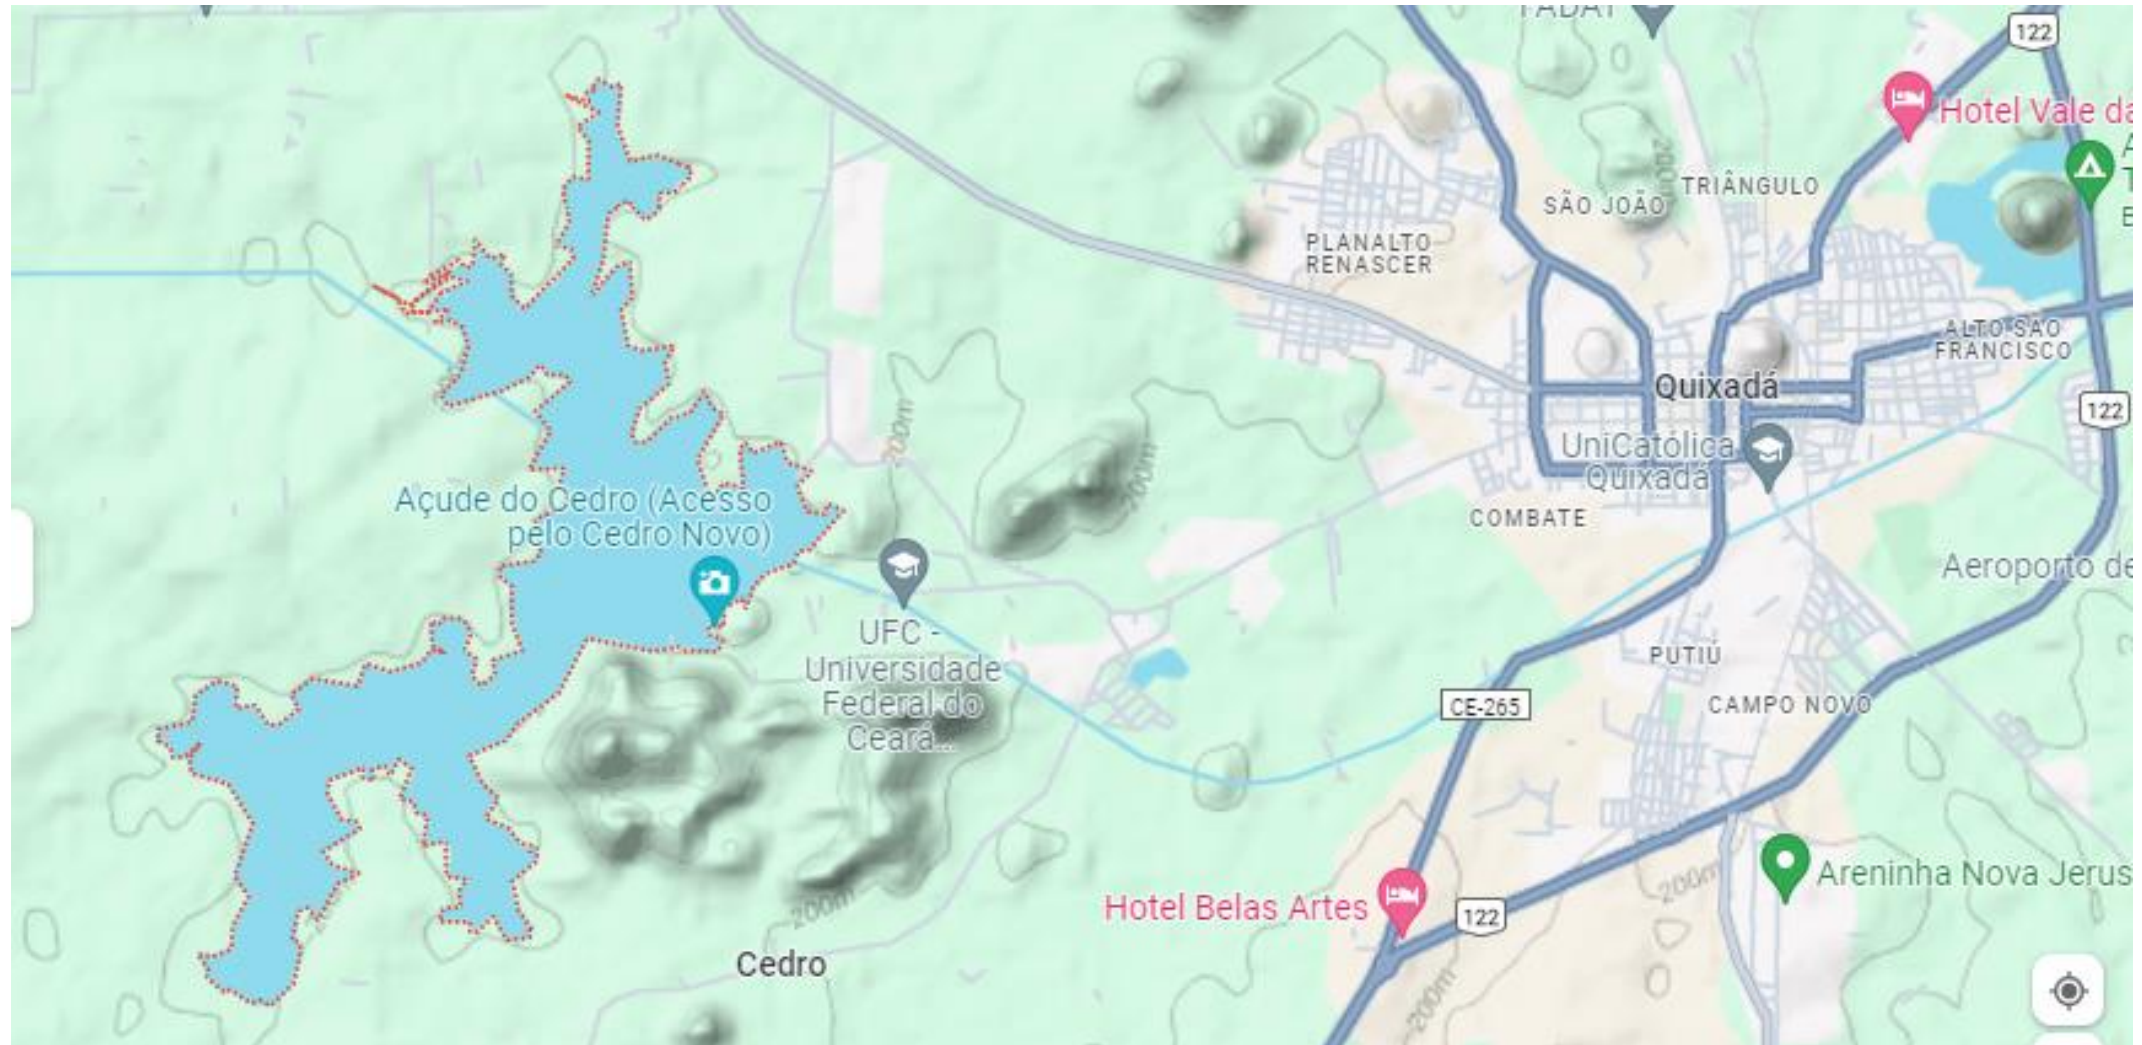 122
Hotel Vale da
TRIÂNGULO
SÃO JOÃO
200m
PLANALTO
RENASCER
ALTO SÃO
FRANCISCO
Quixadá
122
200m
UniCatólica
Quixadá
200m
Açude do Cedro (Acesso
pelo Cedro Novo)
COMBATE
Aeroporto de
UFC -
Universidade
Federal do
Ceará...
PUTIÚ
CE-265
CAMPO NOVO
Areninha Nova Jerus
200m
200m
Hotel Belas Artes
122
Cedro
200m